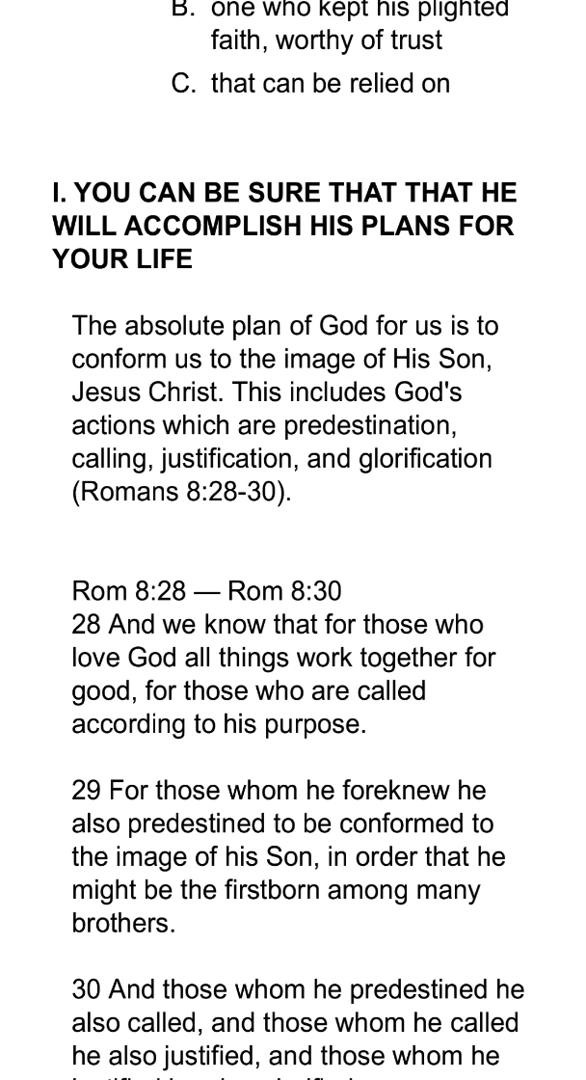 B. one who kept his plighted
faith, worthy of trust
C. that can be relied on
I. YOU CAN BE SURE THAT THAT HE
WILL ACCOMPLISH HIS PLANS FOR
YOUR LIFE
The absolute plan of God for us is to
conform us to the image of His Son,
Jesus Christ. This includes God's
actions which are predestination,
calling, justification, and glorification
(Romans 8:28-30).
Rom 8:28 — Rom 8:30
28 And we know that for those who
love God all things work together for
good, for those who are called
according to his purpose.
29 For those whom he foreknew he
also predestined to be conformed to
the image of his Son, in order that he
might be the firstborn among many
brothers.
30 And those whom he predestined he
also called, and those whom he called
he also justified, and those whom he